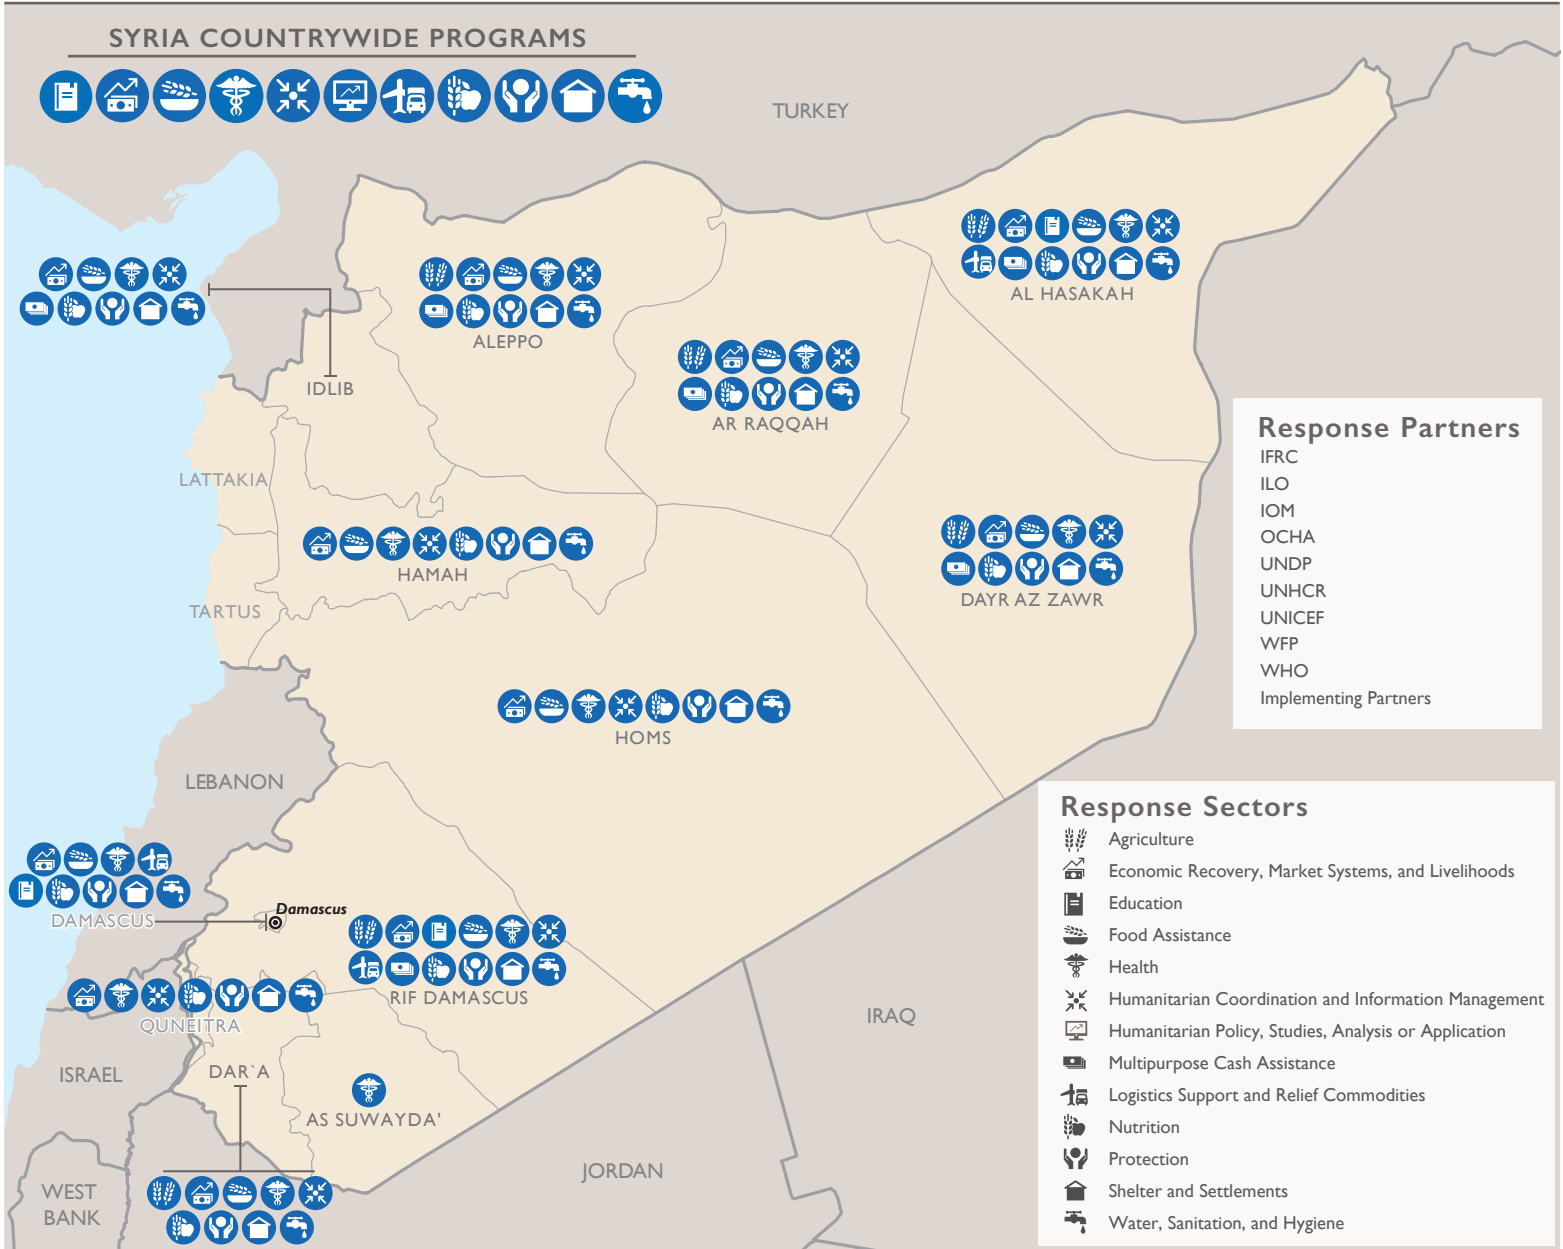 SYRIA COUNTRYWIDE PROGRAMS
TURKEY
AL HASAKAH
ALEPPO
IDLIB
AR RAQQAH
LATTAKIA
HAMAH
DAYR AZ ZAWR
TARTUS
HOMS
LEBANON
Damascus
DAMASCUS
RIF DAMASCUS
QUNEITRA
IRAQ
ISRAEL
DAR`A
AS SUWAYDA'
JORDAN
WEST
BANK
Response Partners
IFRC
ILO
IOM
OCHA
UNDP
UNHCR
UNICEF
WFP
WHO
Implementing Partners
Response Sectors
Agriculture
Economic Recovery, Market Systems, and Livelihoods
Education
Food Assistance
Health
Humanitarian Coordination and Information Management
Humanitarian Policy, Studies, Analysis or Application
Multipurpose Cash Assistance
Logistics Support and Relief Commodities
Nutrition
Protection
Shelter and Settlements
Water, Sanitation, and Hygiene